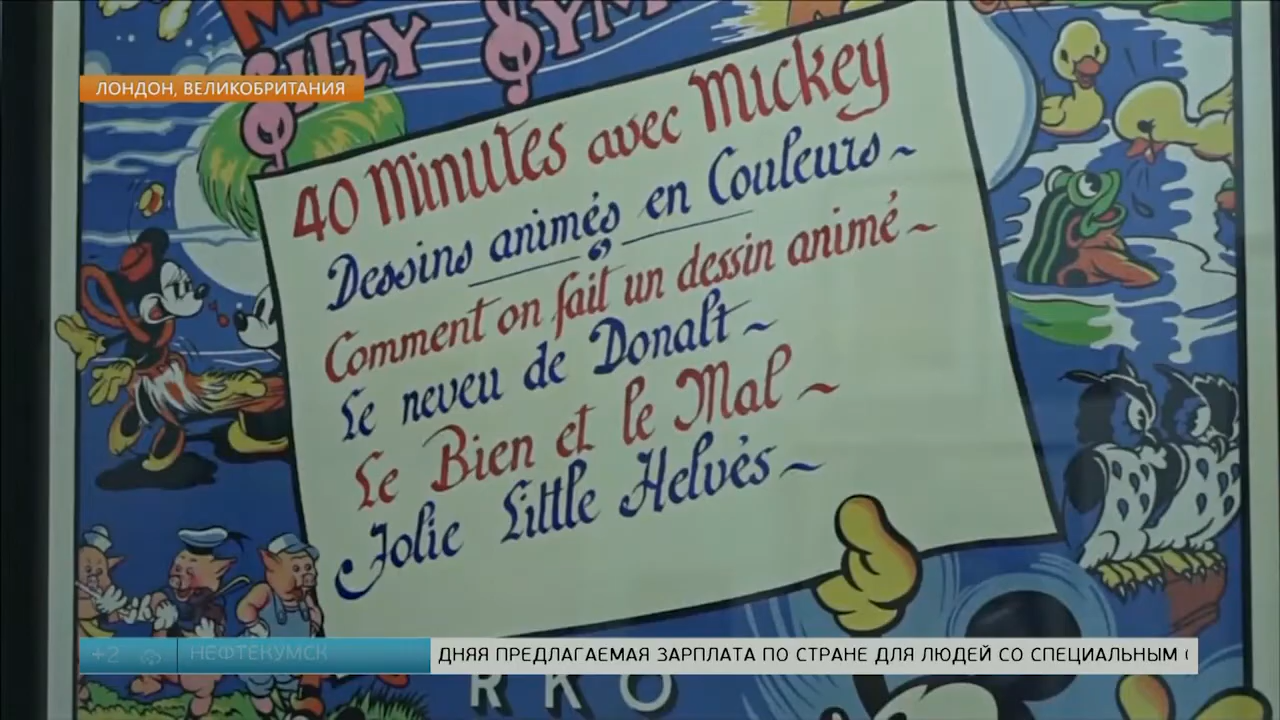 SILLY SYM
ЛОНДОН, ВЕЛИКОБРИТАНИЯ
40 Minutes avec Mickey
Dessins animés en Couleurs ~
Comment on fait un dessin animé ~
Le neveu de Donalt ~
Le Bien et le Mal ~
Jolie Little Helvés ~
+2 НЕФТЕКУМСК
ДНЯЯ ПРЕДЛАГАЕМАЯ ЗАРПЛАТА ПО СТРАНЕ ДЛЯ ЛЮДЕЙ СО СПЕЦИАЛЬНЫМ
RKO